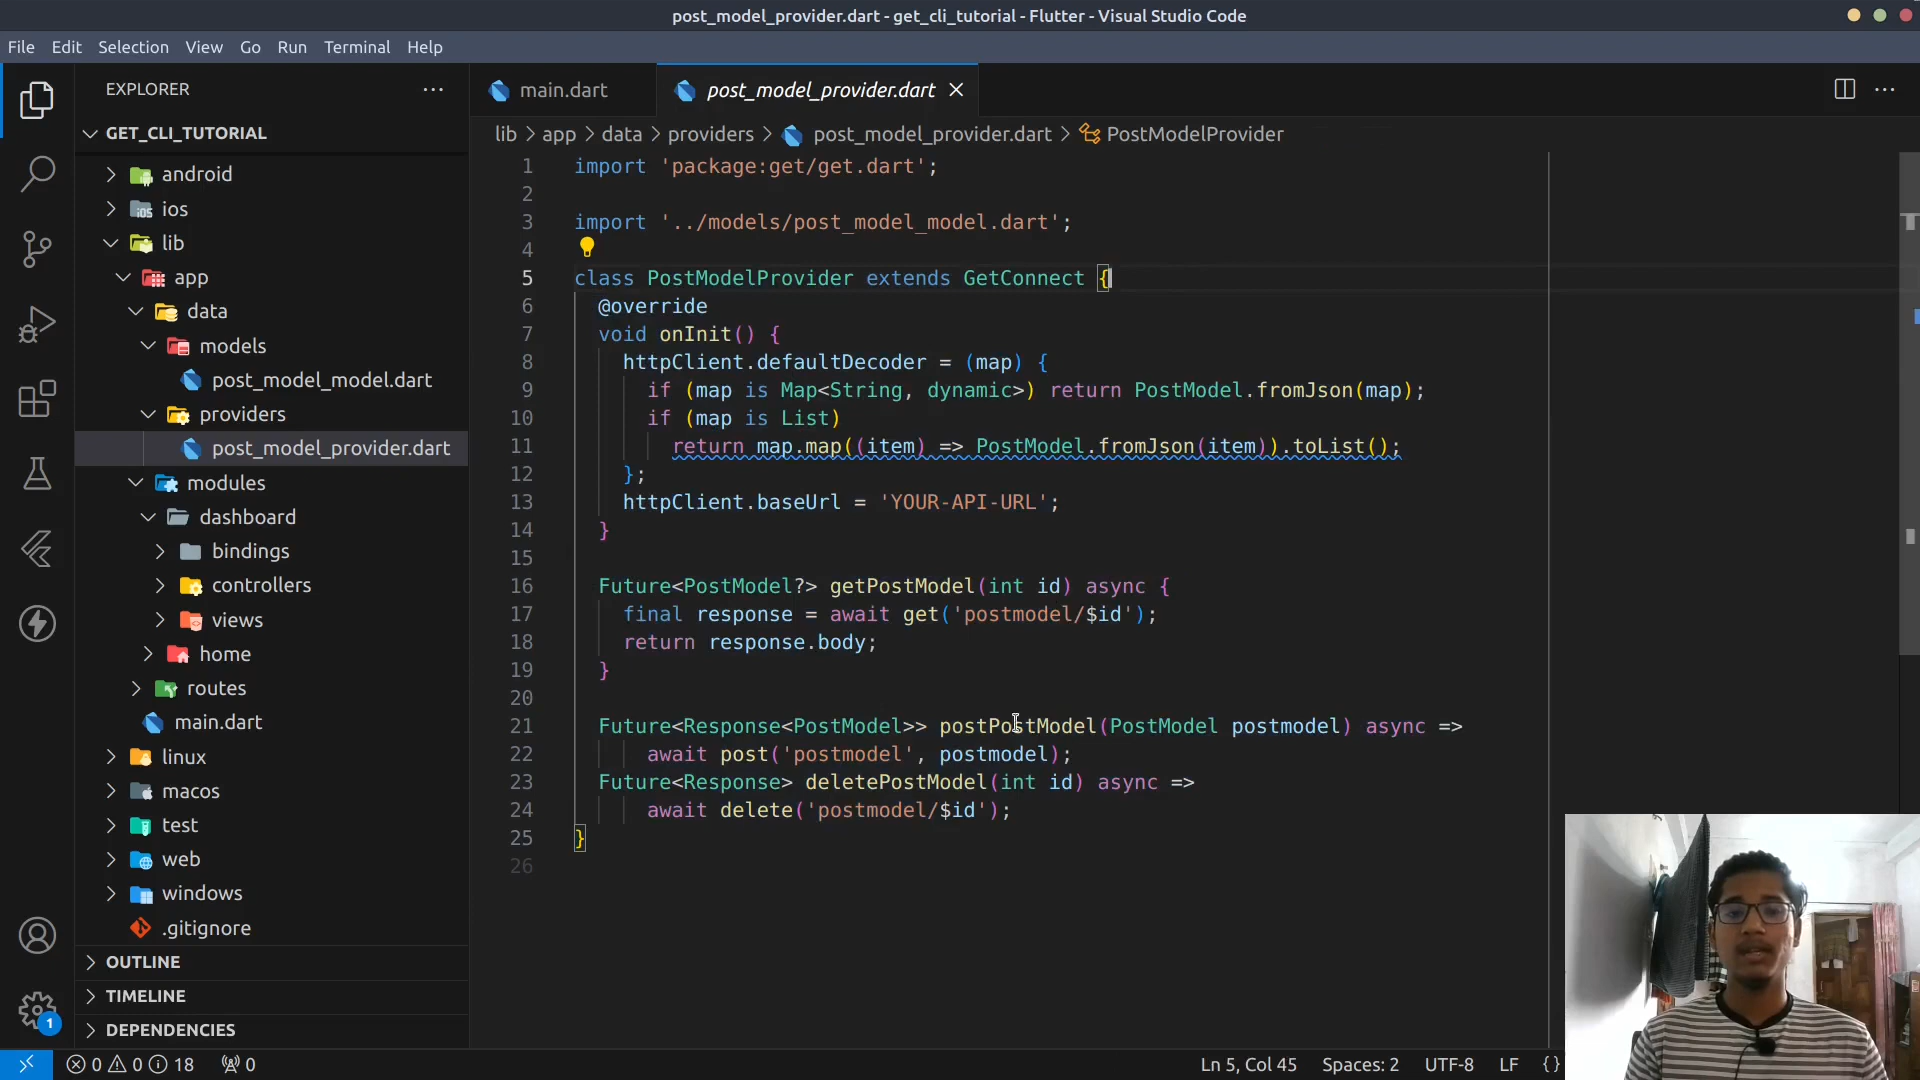 post_model_provider.dart - get_cli_tutorial - Flutter - Visual Studio Code
File Edit Selection View Go Run Terminal Help
EXPLORER
GET_CLI_TUTORIAL
android
ios
lib
app
data
models
post_model_model.dart
providers
post_model_provider.dart
modules
dashboard
bindings
controllers
views
home
routes
main.dart
linux
macos
test
web
windows
.gitignore
OUTLINE
TIMELINE
DEPENDENCIES
main.dart post_model_provider.dart
lib > app > data > providers > post_model_provider.dart > PostModelProvider
1 import 'package:get/get.dart';
2
3 import '../models/post_model_model.dart';
4
5 class PostModelProvider extends GetConnect {
6 @override
7 void onInit() {
8 httpClient.defaultDecoder = (map) {
9 if (map is Map<String, dynamic>) return PostModel.fromJson(map);
10 if (map is List)
11 return map.map((item) => PostModel.fromJson(item)).toList();
12 };
13 httpClient.baseUrl = 'YOUR-API-URL';
14 }
15
16 Future<PostModel?> getPostModel(int id) async {
17 final response = await get('postmodel/$id');
18 return response.body;
19 }
20
21 Future<Response<PostModel>> postPostModel(PostModel postmodel) async =>
22 await post('postmodel', postmodel);
23 Future<Response> deletePostModel(int id) async =>
24 await delete('postmodel/$id');
25 }
26
1
0 0 18 0
Ln 5, Col 45 Spaces: 2 UTF-8 LF {}